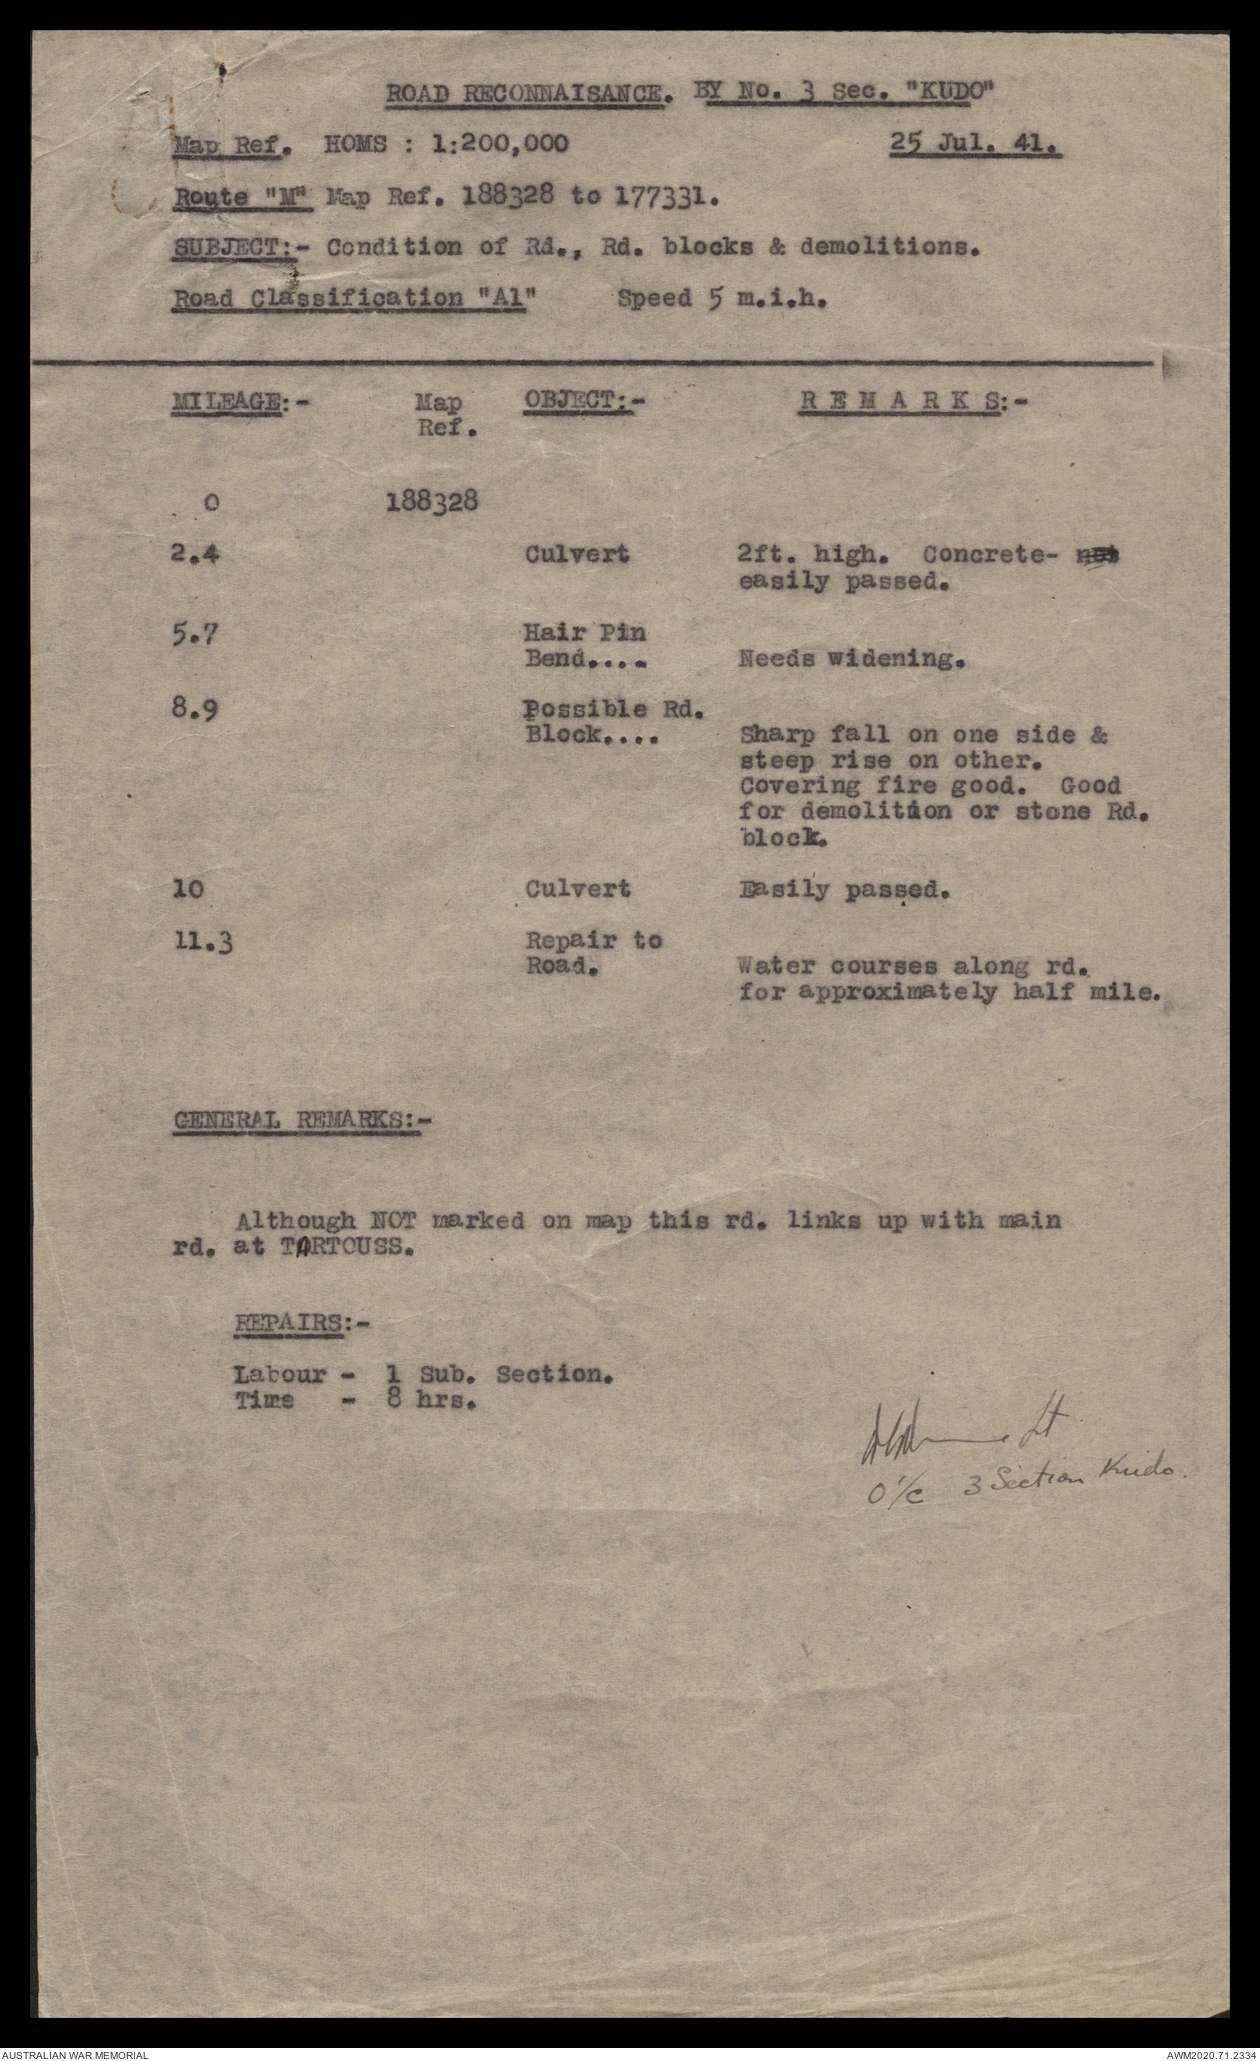 ROAD RECONNAISANCE. BY No. 3 Sec. "KUDO"
Map Ref. HOMS : 1:200,000 25 Jul. 41.
Route "M" Map Ref. 188328 to 177331.
SUBJECT:- Condition of Rd., Rd. blocks & demolitions.
Road Classification "A1" Speed 5 m.i.h.
MILEAGE:- Map OBJECT:- R E M A R K S:-
Ref.
0 188328
2.4 Culvert 2ft. high. Concrete- not
easily passed.
5.7 Hair Pin
Bend.... Needs widening.
8.9 Possible Rd.
Block.... Sharp fall on one side &
steep rise on other.
Covering fire good. Good
for demolition or stone Rd.
block.
10 Culvert Easily passed.
11.3 Repair to
Road. Water courses along rd.
for approximately half mile.
GENERAL REMARKS:-
Although NOT marked on map this rd. links up with main
rd. at TARTOUSS.
REPAIRS:-
Labour - 1 Sub. Section.
Time - 8 hrs.
Lt
O/c 3 Section Kudo.
AUSTRALIAN WAR MEMORIAL AWM2020.71.2334